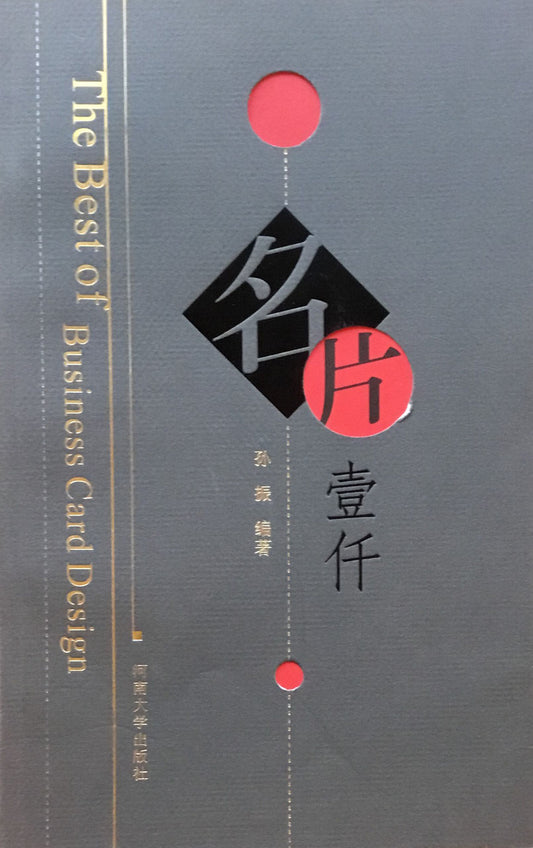 名片
壹仟
孙 振 编著
The Best of
Business Card Design
河南大学出版社